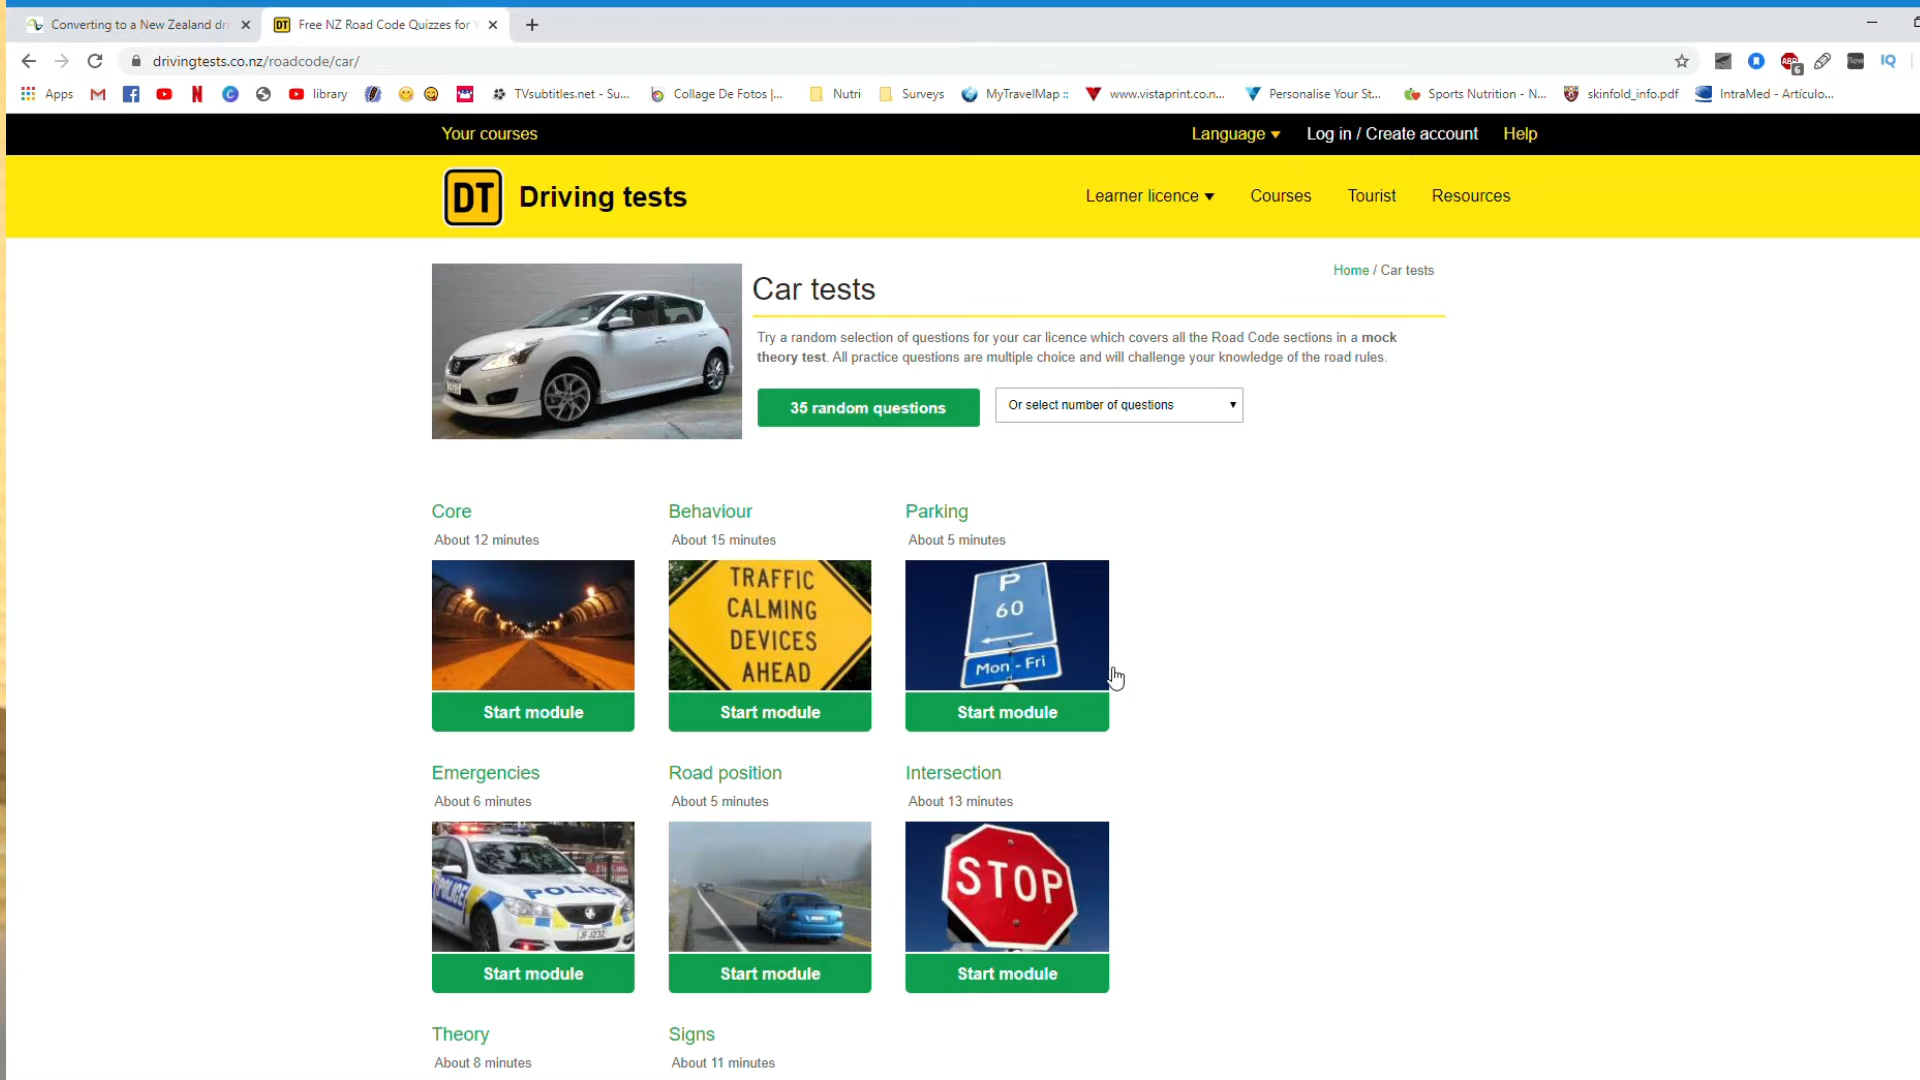 Converting to a New Zealand dri
Free NZ Road Code Quizzes for Y
drivingtests.co.nz/roadcode/car/
Apps
library
TVsubtitles.net - Su...
Collage De Fotos |...
Nutri
Surveys
MyTravelMap ::
www.vistaprint.co.n...
Personalise Your St...
Sports Nutrition - N...
skinfold_info.pdf
IntraMed - Artículo...
Your courses
Language
Log in / Create account
Help
DT
Driving tests
Learner licence
Courses
Tourist
Resources
Home / Car tests
Car tests
Try a random selection of questions for your car licence which covers all the Road Code sections in a mock
theory test. All practice questions are multiple choice and will challenge your knowledge of the road rules.
35 random questions
Or select number of questions
Core
Behaviour
Parking
About 12 minutes
About 15 minutes
About 5 minutes
TRAFFIC
CALMING
DEVICES
AHEAD
P
60
Mon - Fri
Start module
Start module
Start module
Emergencies
Road position
Intersection
About 6 minutes
About 5 minutes
About 13 minutes
POLICE
POLICE
STOP
Start module
Start module
Start module
Theory
Signs
About 8 minutes
About 11 minutes